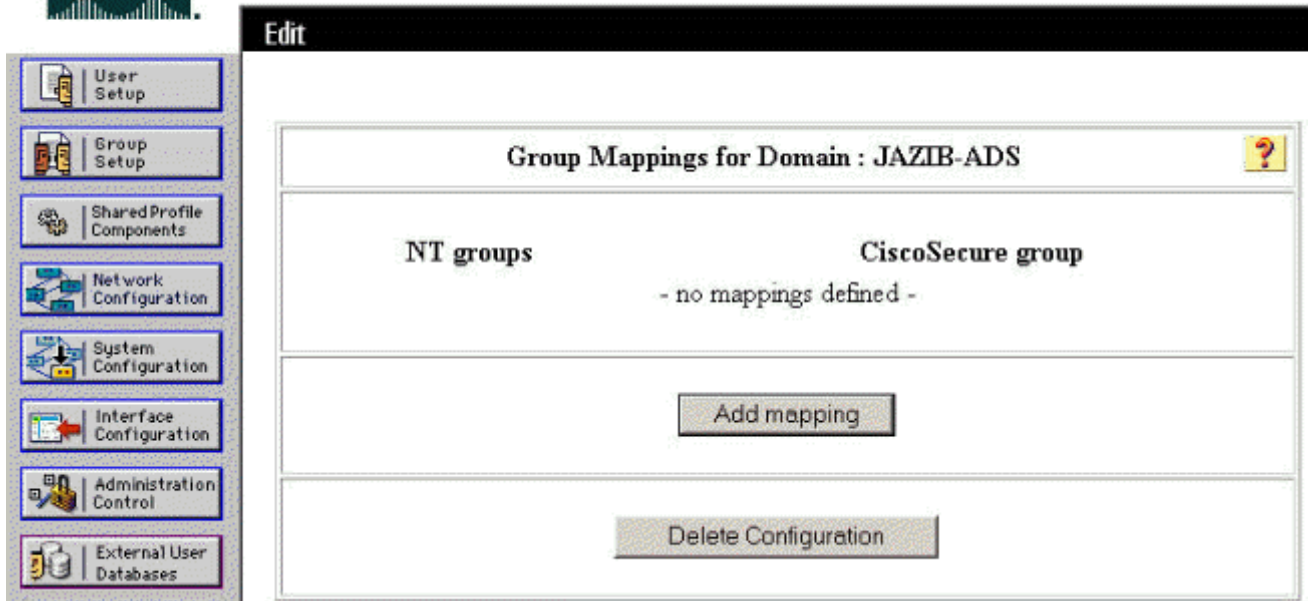 Edit
User
Setup
Group
Setup
Shared Profile
Components
Network
Configuration
System
Configuration
Interface
Configuration
Administration
Control
External User
Databases
Group Mappings for Domain : JAZIB-ADS
?
NT groups CiscoSecure group
- no mappings defined -
Add mapping
Delete Configuration